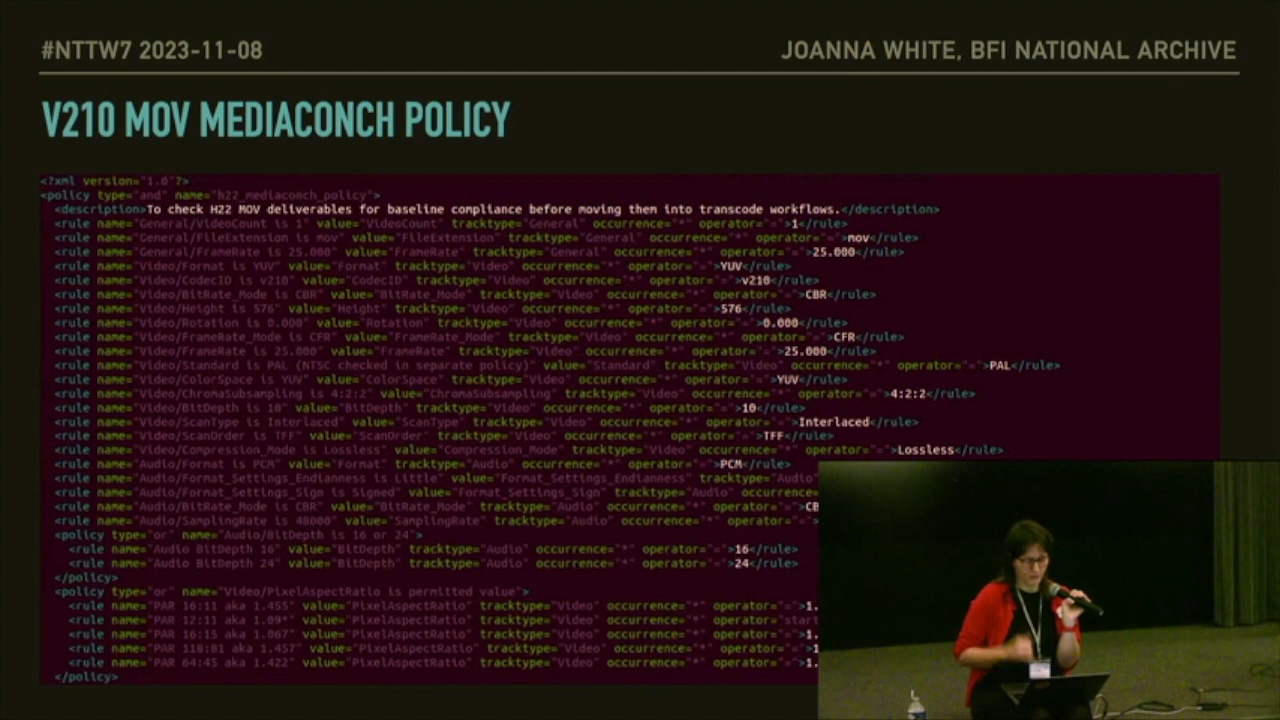 #NTTW7 2023-11-08
JOANNA WHITE, BFI NATIONAL ARCHIVE
V210 MOV MEDIACONCH POLICY
<?xml version="1.0"?>
<policy type="and" name="h22_mediaconch_policy">
<description>To check H22 MOV deliverables for baseline compliance before moving them into transcode workflows.</description>
<rule name="General/VideoCount is 1" value="VideoCount" tracktype="General" occurrence="*" operator="=">1</rule>
<rule name="General/FileExtension is mov" value="FileExtension" tracktype="General" occurrence="*" operator="=">mov</rule>
<rule name="General/FrameRate is 25.000" value="FrameRate" tracktype="General" occurrence="*" operator="=">25.000</rule>
<rule name="Video/Format is YUV" value="Format" tracktype="Video" occurrence="*" operator="=">YUV</rule>
<rule name="Video/CodecID is v210" value="CodecID" tracktype="Video" occurrence="*" operator="=">v210</rule>
<rule name="Video/BitRate_Mode is CBR" value="BitRate_Mode" tracktype="Video" occurrence="*" operator="=">CBR</rule>
<rule name="Video/Height is 576" value="Height" tracktype="Video" occurrence="*" operator="=">576</rule>
<rule name="Video/Rotation is 0.000" value="Rotation" tracktype="Video" occurrence="*" operator="=">0.000</rule>
<rule name="Video/FrameRate_Mode is CFR" value="FrameRate_Mode" tracktype="Video" occurrence="*" operator="=">CFR</rule>
<rule name="Video/FrameRate is 25.000" value="FrameRate" tracktype="Video" occurrence="*" operator="=">25.000</rule>
<rule name="Video/Standard is PAL (NTSC checked in separate policy)" value="Standard" tracktype="Video" occurrence="*" operator="=">PAL</rule>
<rule name="Video/ColorSpace is YUV" value="ColorSpace" tracktype="Video" occurrence="*" operator="=">YUV</rule>
<rule name="Video/ChromaSubsampling is 4:2:2" value="ChromaSubsampling" tracktype="Video" occurrence="*" operator="=">4:2:2</rule>
<rule name="Video/BitDepth is 10" value="BitDepth" tracktype="Video" occurrence="*" operator="=">10</rule>
<rule name="Video/ScanType is Interlaced" value="ScanType" tracktype="Video" occurrence="*" operator="=">Interlaced</rule>
<rule name="Video/ScanOrder is TFF" value="ScanOrder" tracktype="Video" occurrence="*" operator="=">TFF</rule>
<rule name="Video/Compression_Mode is Lossless" value="Compression_Mode" tracktype="Video" occurrence="*" operator="=">Lossless</rule>
<rule name="Audio/Format is PCM" value="Format" tracktype="Audio" occurrence="*" operator="=">PCM</rule>
<rule name="Audio/Format_Settings_Endianness is Little" value="Format_Settings_Endianness" tracktype="Audio"
<rule name="Audio/Format_Settings_Sign is Signed" value="Format_Settings_Sign" tracktype="Audio" occurrence=
<rule name="Audio/BitRate_Mode is CBR" value="BitRate_Mode" tracktype="Audio" occurrence="*" operator="=">CB
<rule name="Audio/SamplingRate is 48000" value="SamplingRate" tracktype="Audio" occurrence="*" operator="=">
<policy type="or" name="Audio/BitDepth is 16 or 24">
<rule name="Audio BitDepth 16" value="BitDepth" tracktype="Audio" occurrence="*" operator="=">16</rule>
<rule name="Audio BitDepth 24" value="BitDepth" tracktype="Audio" occurrence="*" operator="=">24</rule>
</policy>
<policy type="or" name="Video/PixelAspectRatio is permitted value">
<rule name="PAR 16:11 aka 1.455" value="PixelAspectRatio" tracktype="Video" occurrence="*" operator="=">1.
<rule name="PAR 12:11 aka 1.09*" value="PixelAspectRatio" tracktype="Video" occurrence="*" operator="start
<rule name="PAR 16:15 aka 1.067" value="PixelAspectRatio" tracktype="Video" occurrence="*" operator="=">1.
<rule name="PAR 118:81 aka 1.457" value="PixelAspectRatio" tracktype="Video" occurrence="*" operator="=">1
<rule name="PAR 64:45 aka 1.422" value="PixelAspectRatio" tracktype="Video" occurrence="*" operator="=">1.
</policy>